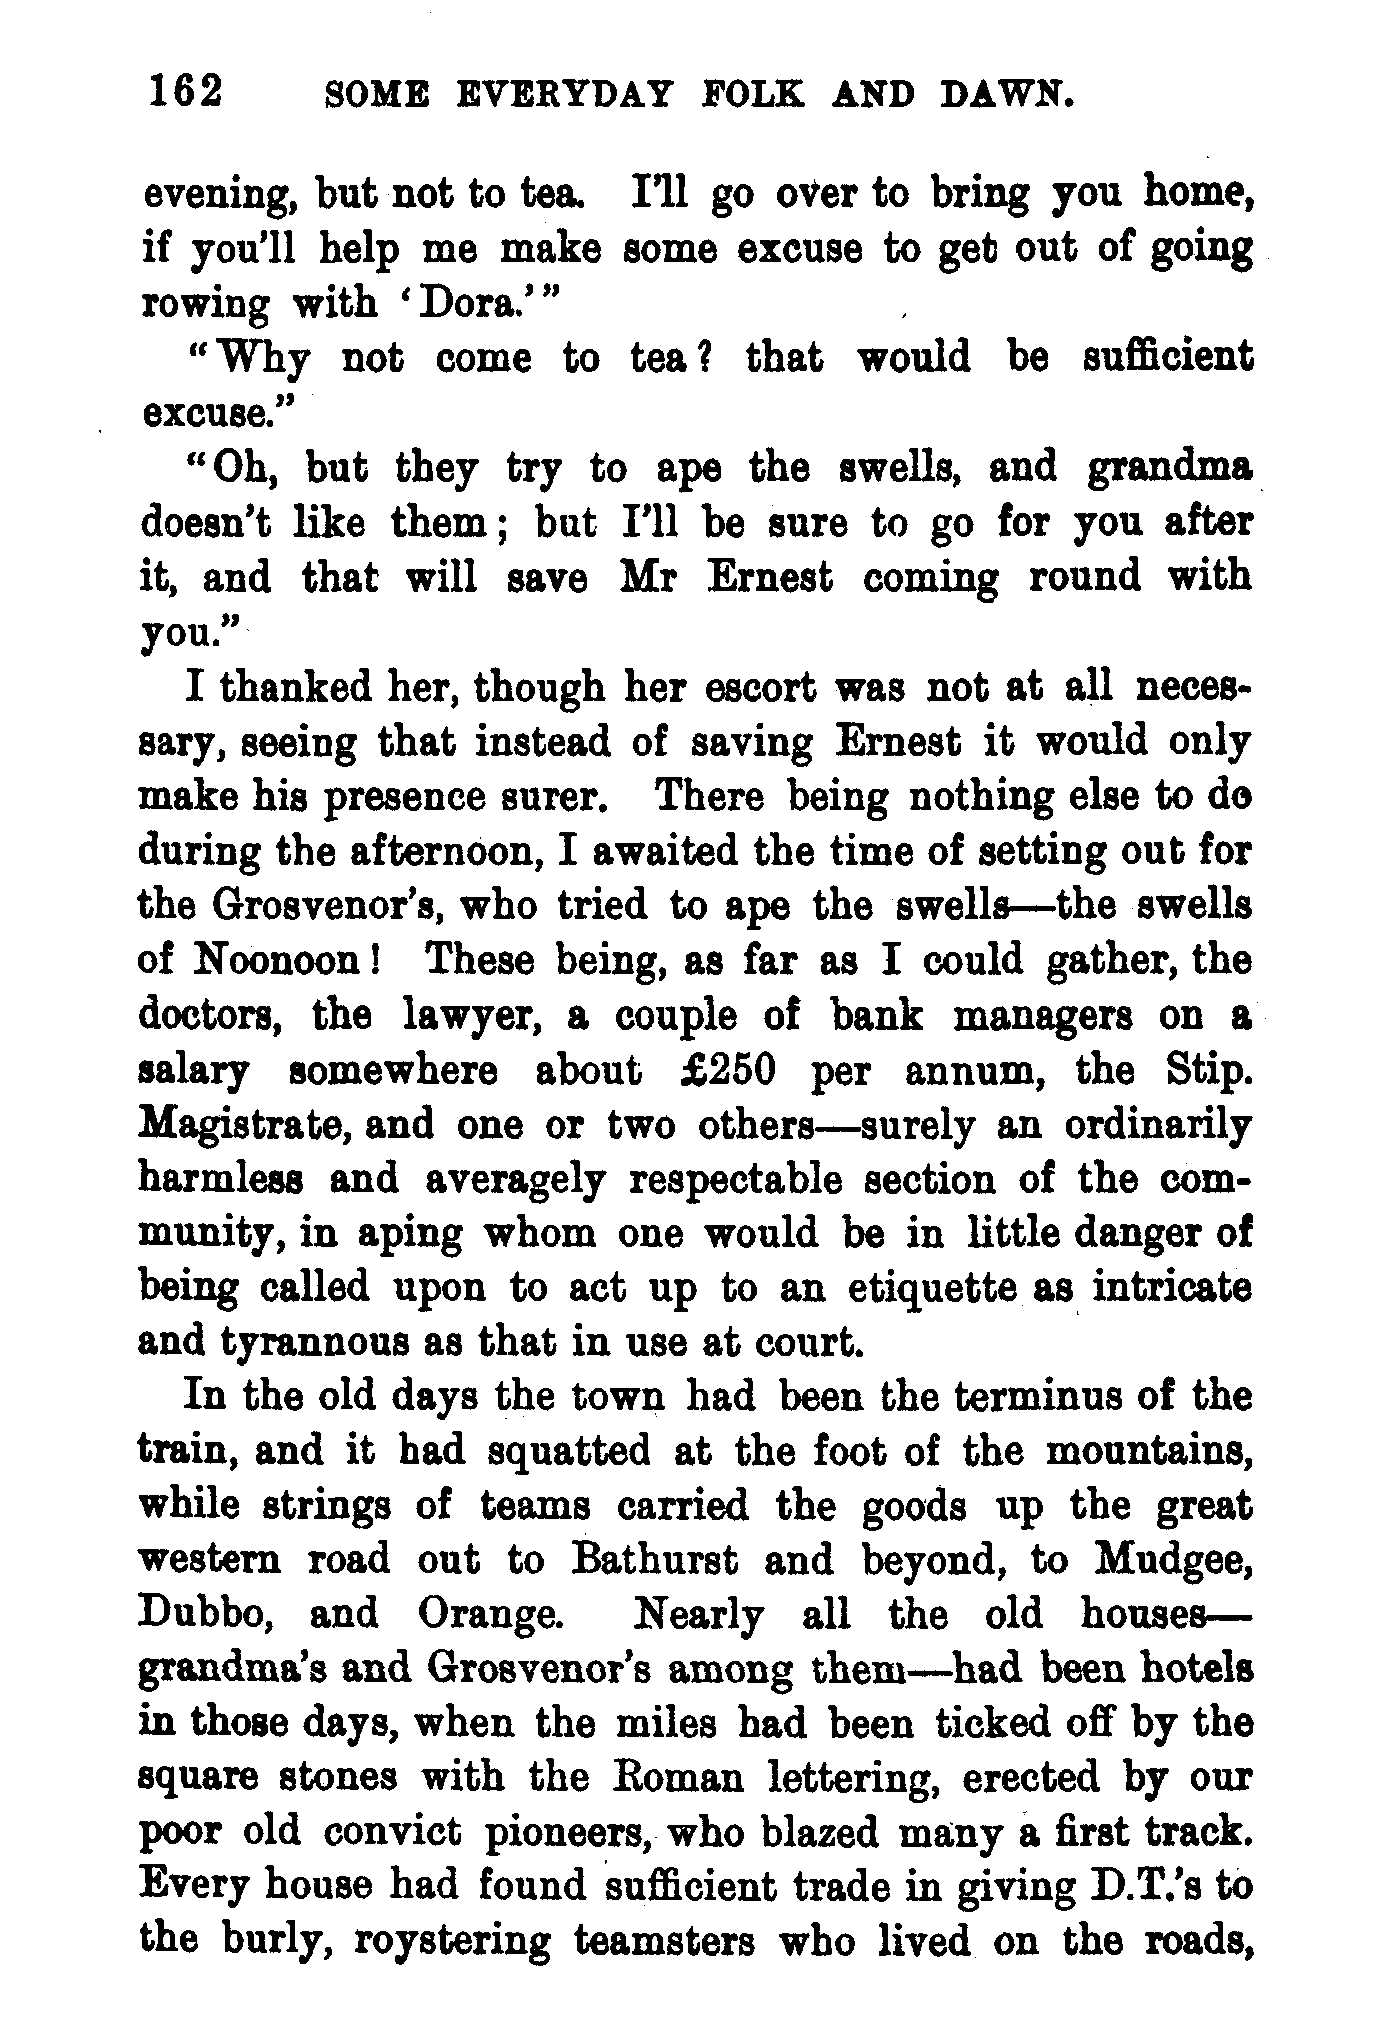 162 SOME EVERYDAY FOLK AND DAWN.
evening, but not to tea. I'll go over to bring you home,
if you'll help me make some excuse to get out of going
rowing with 'Dora.'"
"Why not come to tea? that would be sufficient
excuse."
"Oh, but they try to ape the swells, and grandma
doesn't like them; but I'll be sure to go for you after
it, and that will save Mr Ernest coming round with
you."
I thanked her, though her escort was not at all neces-
sary, seeing that instead of saving Ernest it would only
make his presence surer. There being nothing else to do
during the afternoon, I awaited the time of setting out for
the Grosvenor's, who tried to ape the swells—the swells
of Noonoon! These being, as far as I could gather, the
doctors, the lawyer, a couple of bank managers on a
salary somewhere about £250 per annum, the Stip.
Magistrate, and one or two others—surely an ordinarily
harmless and averagely respectable section of the com-
munity, in aping whom one would be in little danger of
being called upon to act up to an etiquette as intricate
and tyrannous as that in use at court.
In the old days the town had been the terminus of the
train, and it had squatted at the foot of the mountains,
while strings of teams carried the goods up the great
western road out to Bathurst and beyond, to Mudgee,
Dubbo, and Orange. Nearly all the old houses—
grandma's and Grosvenor's among them—had been hotels
in those days, when the miles had been ticked off by the
square stones with the Roman lettering, erected by our
poor old convict pioneers, who blazed many a first track.
Every house had found sufficient trade in giving D.T.'s to
the burly, roystering teamsters who lived on the roads,